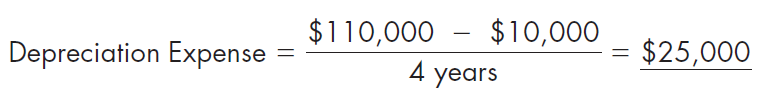 Depreciation Expense = $110,000 – $10,000 = $25,000
4 years